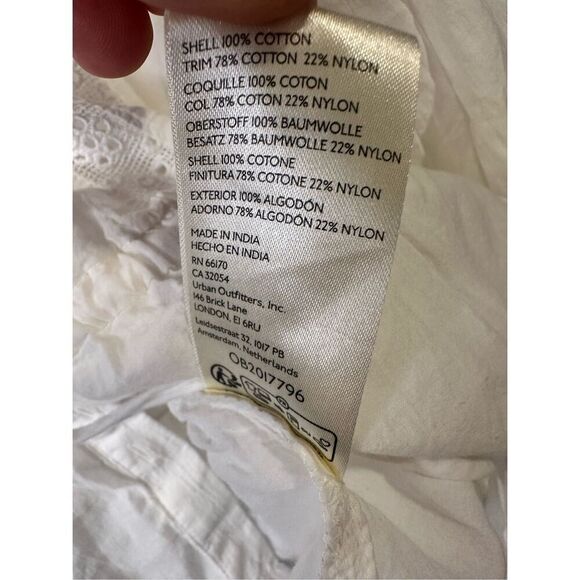 SHELL 100% COTTON
TRIM 78% COTTON 22% NYLON
COQUILLE 100% COTON
COL 78% COTON 22% NYLON
OBERSTOFF 100% BAUMWOLLE
BESATZ 78% BAUMWOLLE 22% NYLON
SHELL 100% COTONE
FINITURA 78% COTONE 22% NYLON
EXTERIOR 100% ALGODÓN
ADORNO 78% ALGODÓN 22% NYLON
MADE IN INDIA
HECHO EN INDIA
RN 66170
CA 32054
Urban Outfitters, Inc.
146 Brick Lane
LONDON, E1 6RU
Leidsestraat 32, 1017 PB
Amsterdam, Netherlands
OB2017796